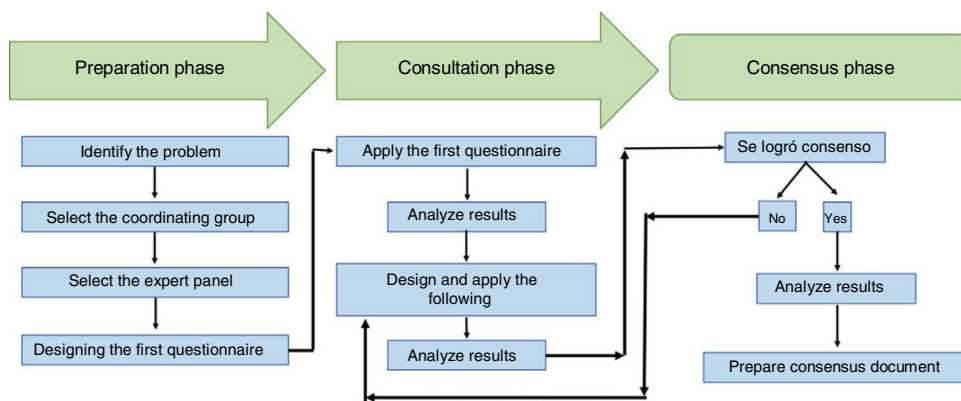 Preparation phase
Consultation phase
Consensus phase
Identify the problem
Select the coordinating group
Select the expert panel
Designing the first questionnaire
Apply the first questionnaire
Analyze results
Design and apply the
following
Analyze results
Se logró consenso
No
Yes
Analyze results
Prepare consensus document